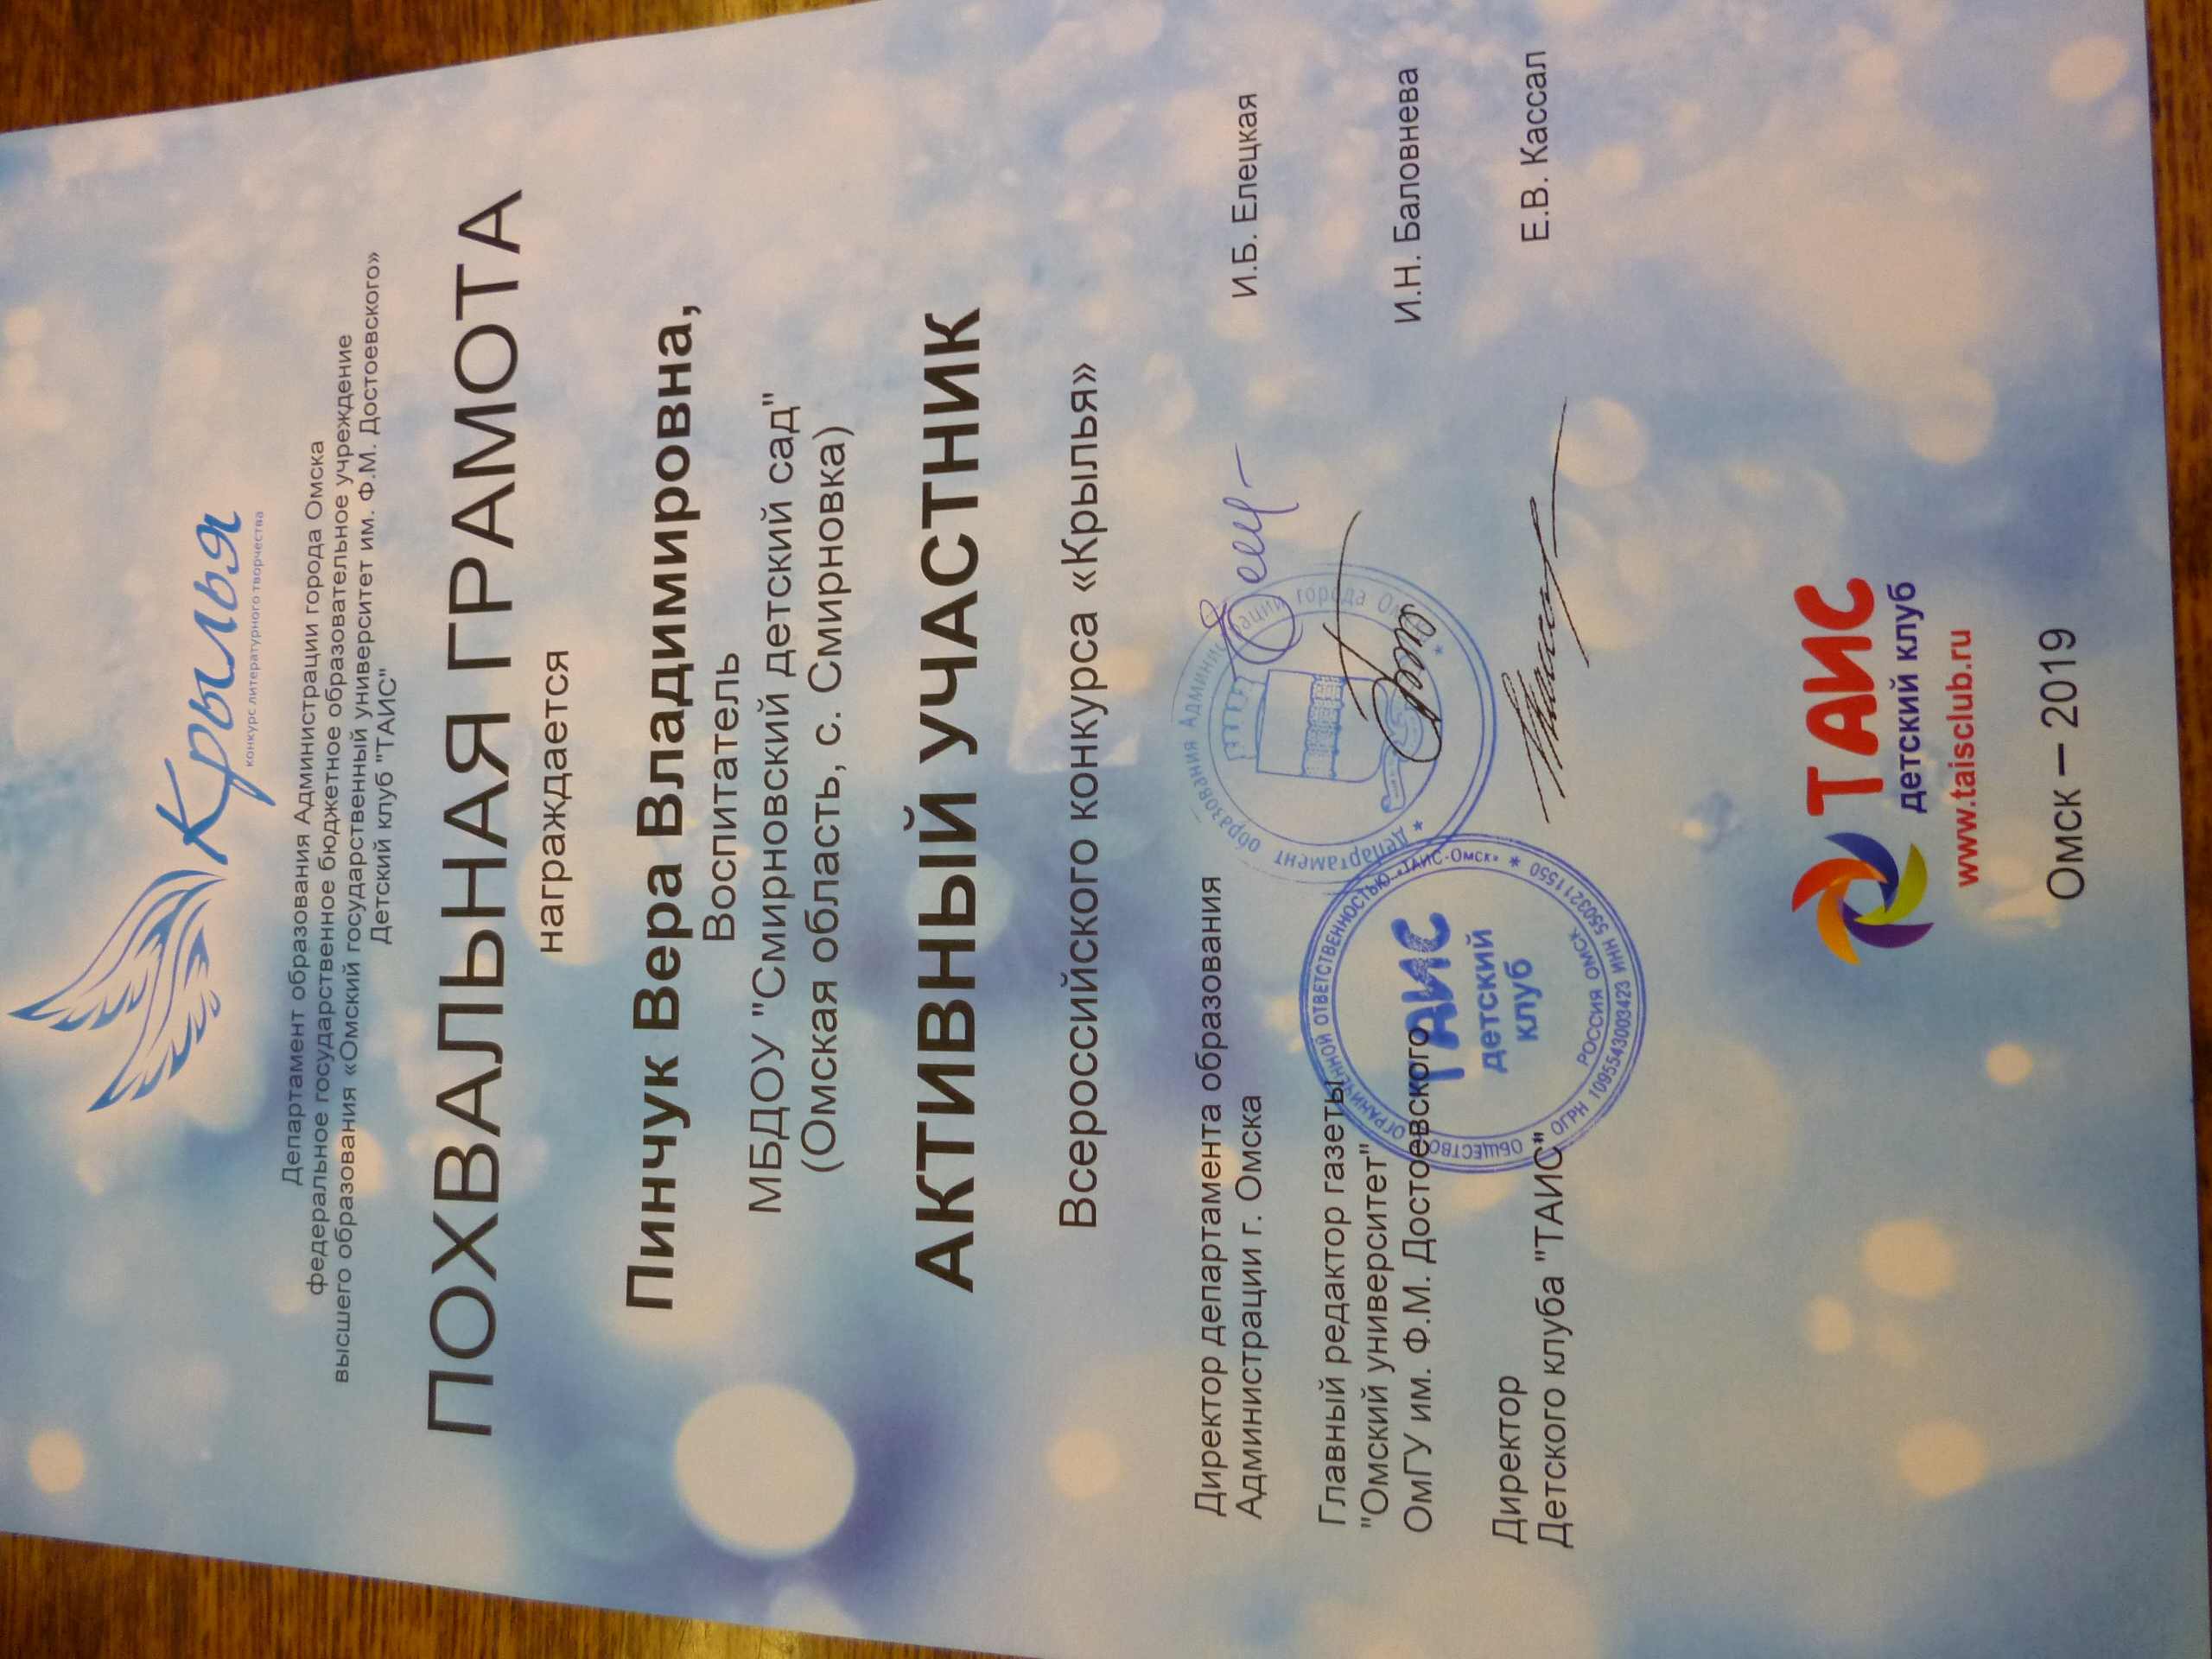 Крылья
конкурс литературного творчества
Департамент образования Администрации города Омска
федеральное государственное бюджетное образовательное учреждение
высшего образования «Омский государственный университет им. Ф.М. Достоевского»
Детский клуб "ТАИС"
ПОХВАЛЬНАЯ ГРАМОТА
награждается
Пинчук Вера Владимировна,
Воспитатель
МБДОУ "Смирновский детский сад"
(Омская область, с. Смирновка)
АКТИВНЫЙ УЧАСТНИК
Всероссийского конкурса «Крылья»
Директор департамента образования
Администрации г. Омска
И.Б. Елецкая
Главный редактор газеты
"Омский университет"
ОмГУ им. Ф.М. Достоевского
И.Н. Баловнева
Директор
Детского клуба "ТАИС"
Е.В. Кассал
* Департамент образования Админис ации города Ом *
ОБЩЕСТВО ОГРАНИЧЕННОЙ ОТВЕТСТВЕННОСТЬЮ «ТАИС-Омск» *
ОГРН 1095543003423 ИНН 5503211550
РОССИЯ ОМСК
ТАИС
детский
клуб
ТАИС
детский клуб
www.taisclub.ru
Омск – 2019